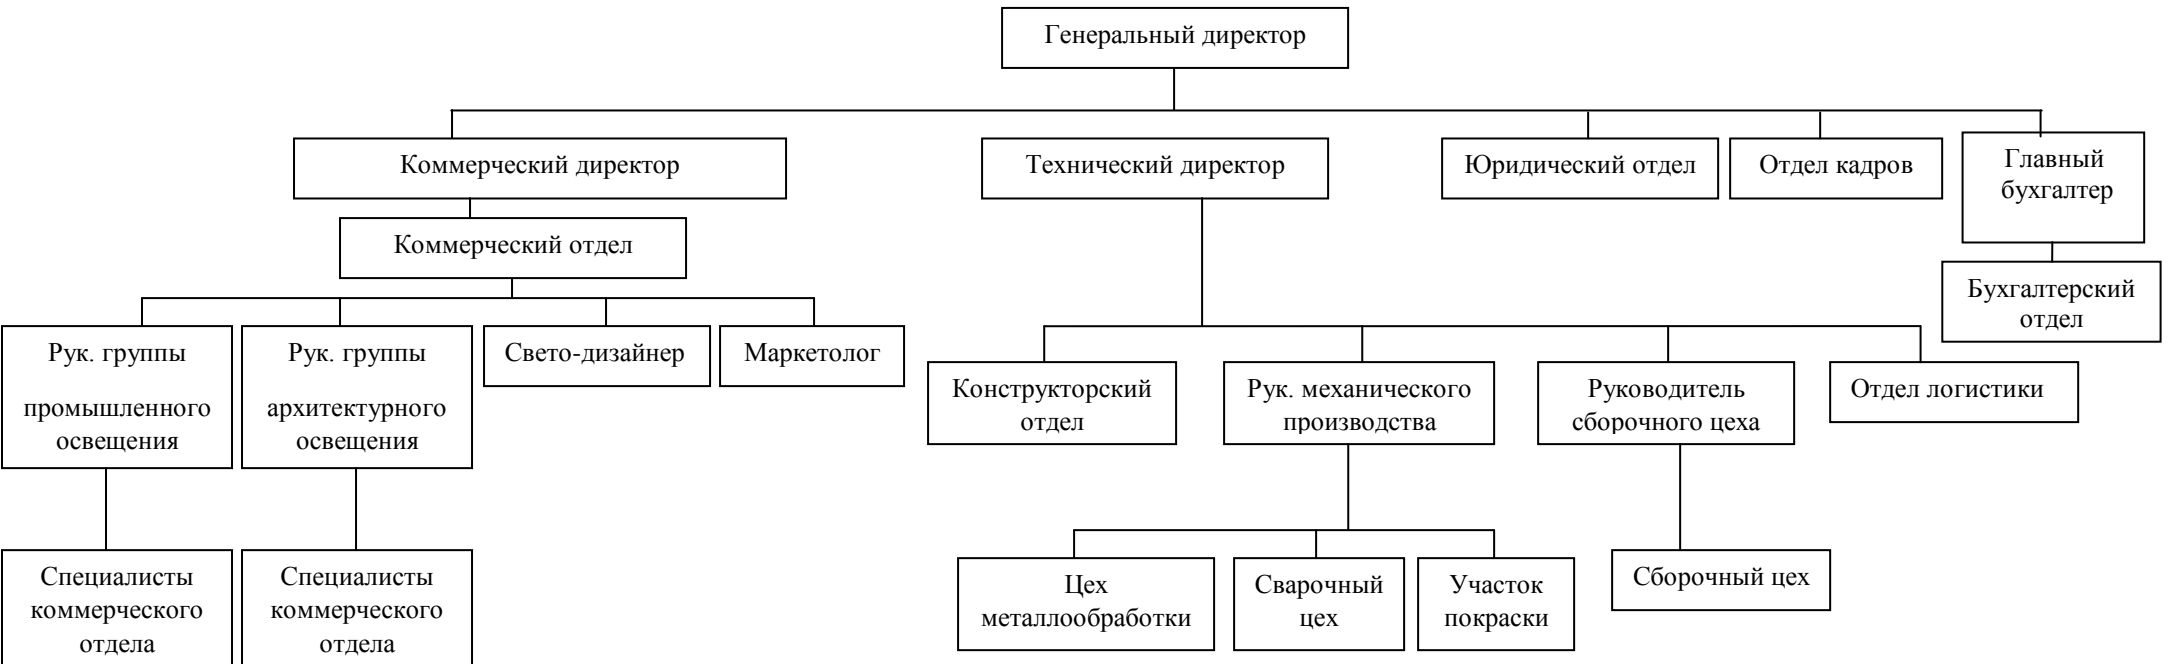 Генеральный директор
Коммерческий директор
Технический директор
Юридический отдел
Отдел кадров
Главный
бухгалтер
Коммерческий отдел
Бухгалтерский
отдел
Рук. группы
промышленного
освещения
Рук. группы
архитектурного
освещения
Свето-дизайнер
Маркетолог
Конструкторский
отдел
Рук. механического
производства
Руководитель
сборочного цеха
Отдел логистики
Специалисты
коммерческого
отдела
Специалисты
коммерческого
отдела
Цех
металлообработки
Сварочный
цех
Участок
покраски
Сборочный цех